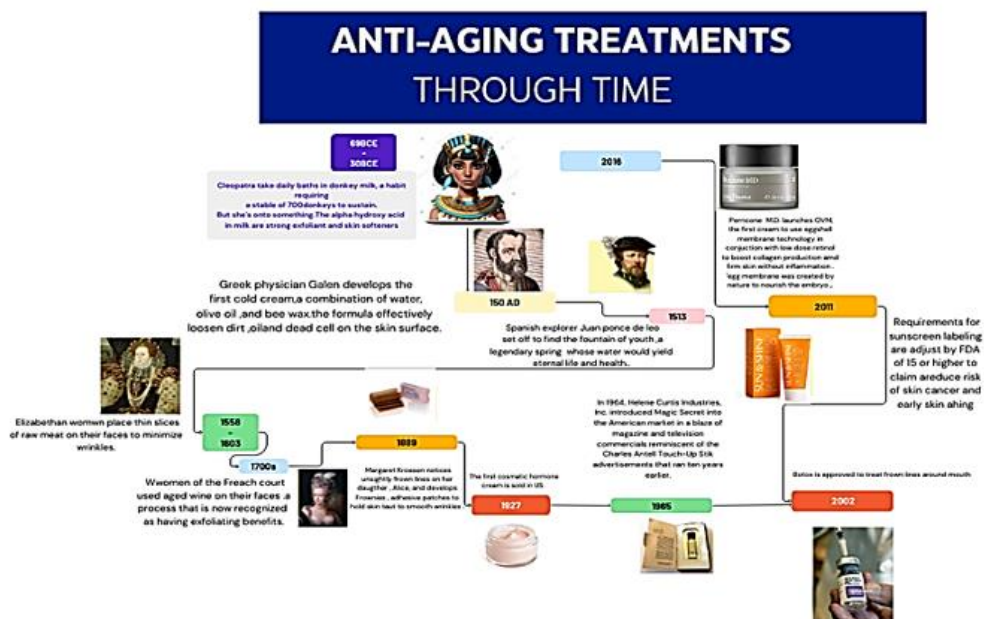 ANTI-AGING TREATMENTS
THROUGH TIME
69BCE
-
30BCE
Cleopatra take daily baths in donkey milk, a habit
requiring
a stable of 700donkeys to sustain.
But she's onto something.The alpha hydroxy acid
in milk are strong exfoliant and skin softeners
Greek physician Galen develops the
first cold cream,a combination of water,
olive oil ,and bee wax.the formula effectively
loosen dirt ,oiland dead cell on the skin surface.
150 AD
1513
Spanish explorer Juan ponce de leo
set off to find the fountain of youth ,a
legendary spring whose water would yield
eternal life and health.
Elizabethan womwn place thin slices
of raw meat on their faces to minimize
wrinkles.
1558
-
1603
1700s
Wwomen of the Freach court
used aged wine on their faces .a
process that is now recognized
as having exfoliating benefits.
1889
Margaret Kroesen notices
unsightly frown lines on her
daugther , Alice, and develops
Frownies , adhesive patches to
hold skin taut to smooth wrinkles
The first cosmetic hormone
cream is sold in US
1927
In 1964, Helene Curtis Industries,
Inc. introduced Magic Secret into
the American market in a blaze of
magazine and television
commercials reminiscent of the
Charles Antell Touch-Up Stik
advertisements that ran ten years
earlier.
1965
Botox is approved to treat frown lines around mouth
2002
2011
Requirements for
sunscreen labeling
are adjust by FDA
of 15 or higher to
claim areduce risk
of skin cancer and
early skin ahing
SUN & SKIN
SUN & SKIN
2016
Perricone MD
Perricone M.D. launches OVM,
the first cream to use eggshell
membrane technology in
conjuction with low dose retinol
to boost collagen production amd
firm skin without inflammation .
'egg membrane was created by
nature to nourish the embryo ,,